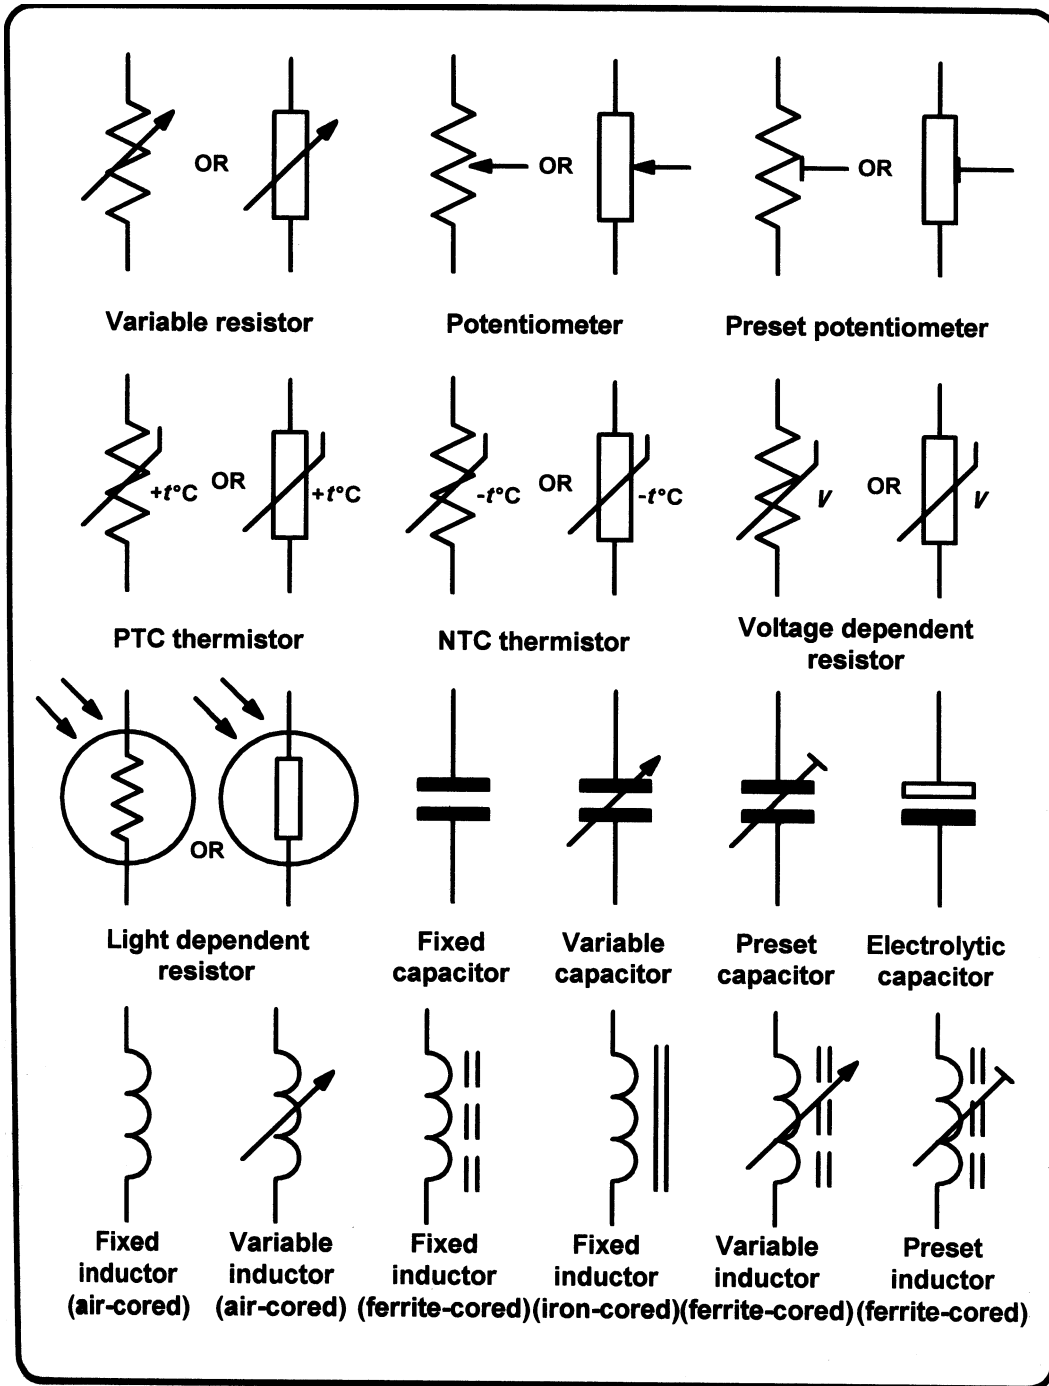 OR
OR
OR
Variable resistor
Potentiometer
Preset potentiometer
+t°C
OR
+t°C
-t°C
OR
-t°C
V
OR
V
PTC thermistor
NTC thermistor
Voltage dependent
resistor
OR
Light dependent
resistor
Fixed
capacitor
Variable
capacitor
Preset
capacitor
Electrolytic
capacitor
Fixed
inductor
(air-cored)
Variable
inductor
(air-cored)
Fixed
inductor
(ferrite-cored)
Fixed
inductor
(iron-cored)
Variable
inductor
(ferrite-cored)
Preset
inductor
(ferrite-cored)